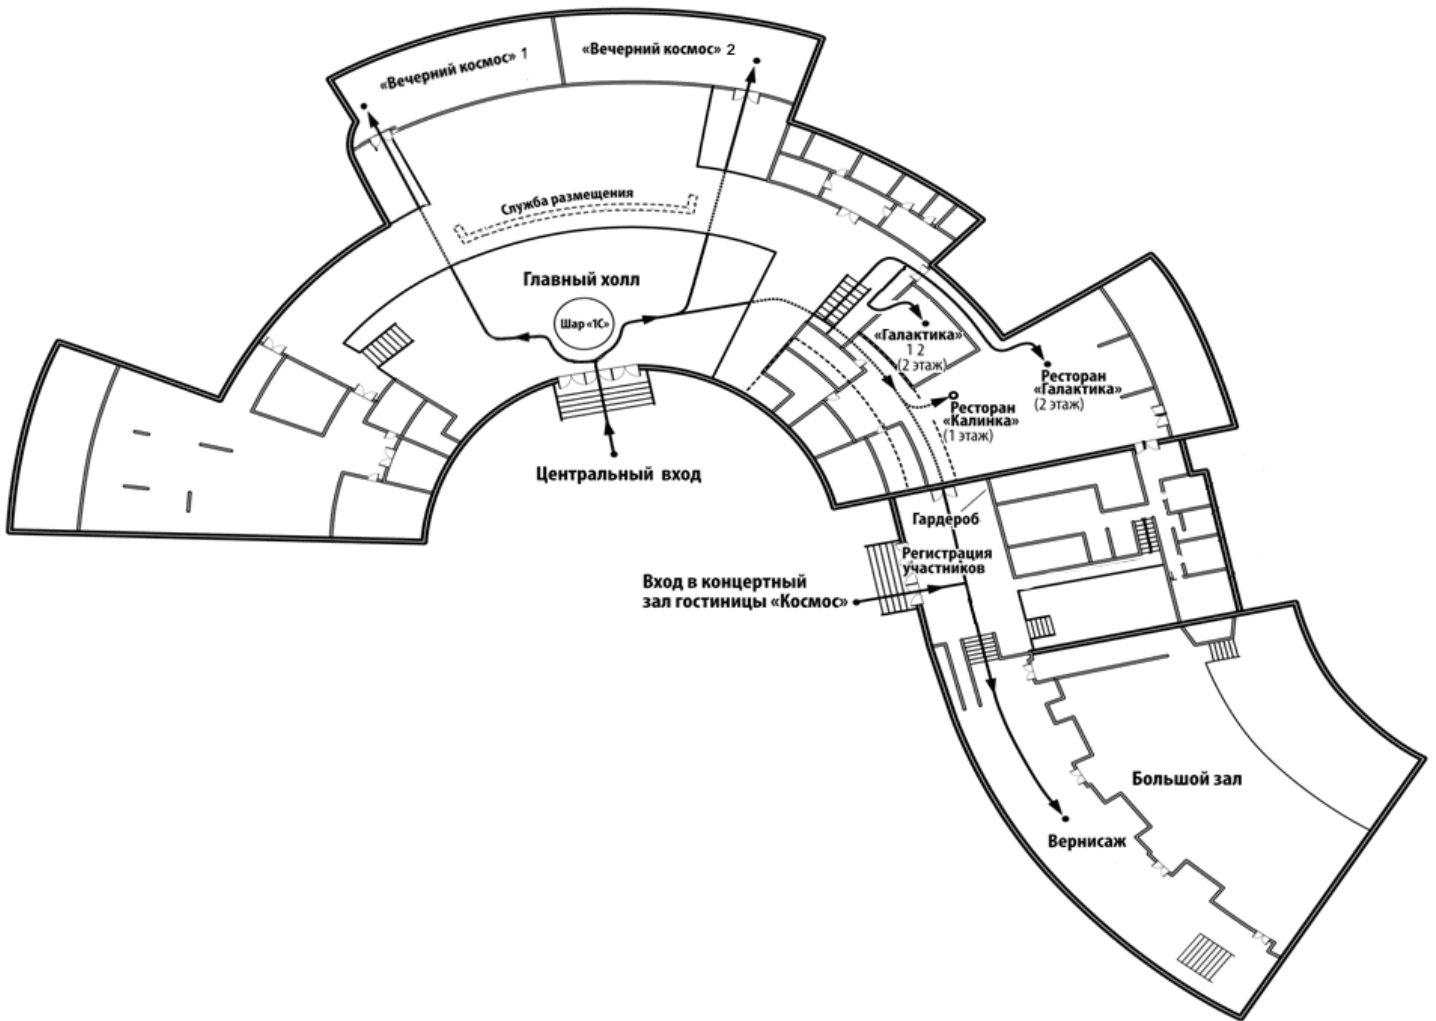 «Вечерний космос» 1
«Вечерний космос» 2
Служба размещения
Главный холл
Шар «1С»
«Галактика»
1 2
(2 этаж)
Ресторан
«Галактика»
(2 этаж)
Ресторан
«Калинка»
(1 этаж)
Центральный вход
Гардероб
Регистрация
участников
Вход в концертный
зал гостиницы «Космос»
Большой зал
Вернисаж